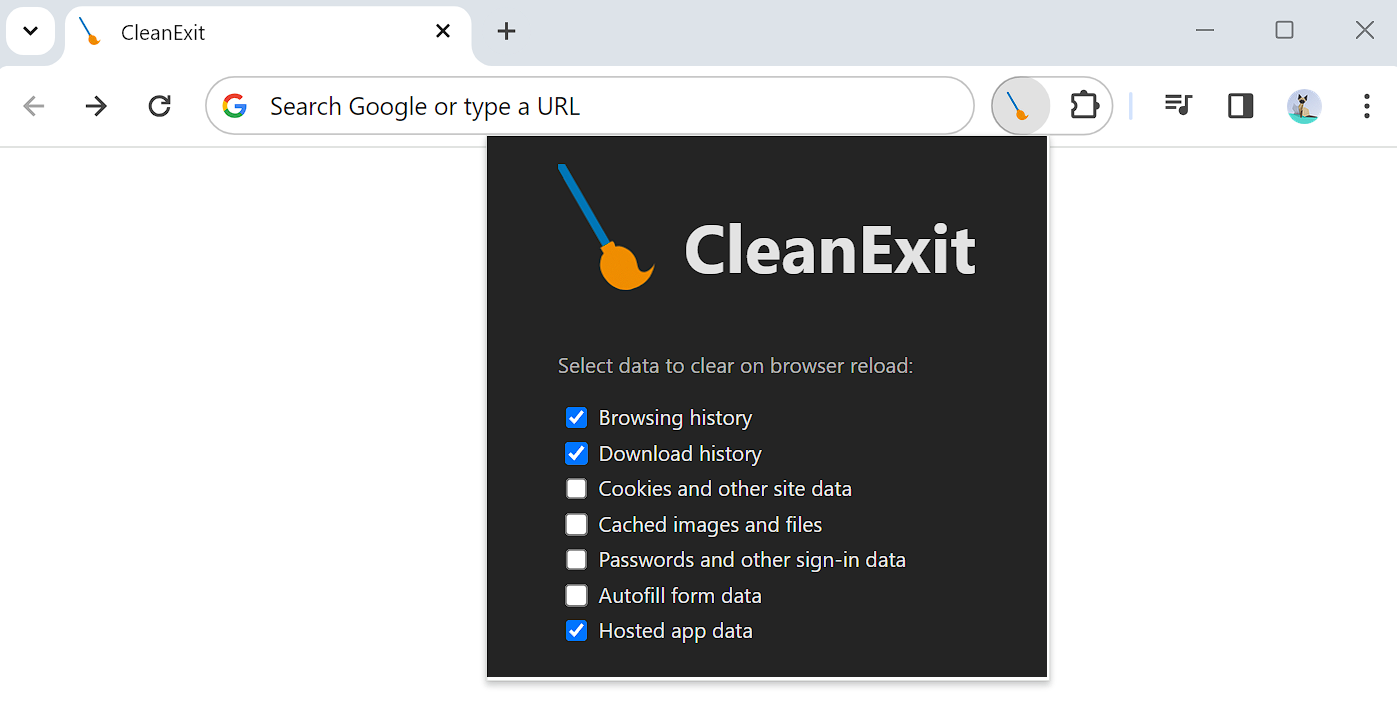 CleanExit
Search Google or type a URL
CleanExit
Select data to clear on browser reload:
Browsing history
Download history
Cookies and other site data
Cached images and files
Passwords and other sign-in data
Autofill form data
Hosted app data